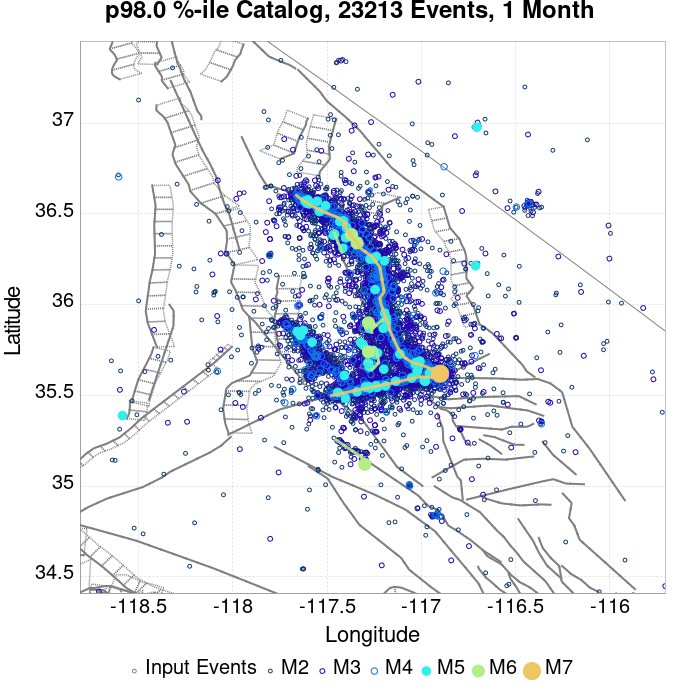 p98.0 %-ile Catalog, 23213 Events, 1 Month
37
36.5
36
35.5
35
34.5
Latitude
-118.5 -118 -117.5 -117 -116.5 -116
Longitude
Input Events M2 M3 M4 M5 M6 M7